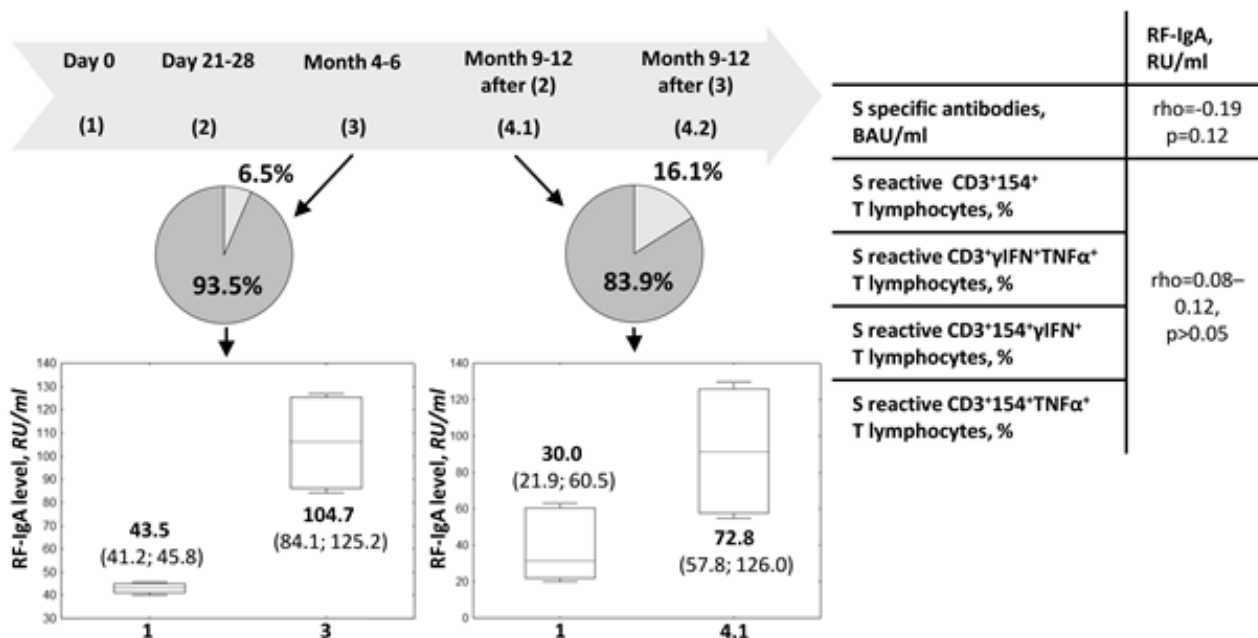 Day 0
(1)
Day 21-28
(2)
Month 4-6
(3)
Month 9-12
after (2)
(4.1)
Month 9-12
after (3)
(4.2)
6.5%
93.5%
16.1%
83.9%
RF-IgA level, RU/ml
140
130
120
110
100
90
80
70
60
50
40
30
43.5
(41.2; 45.8)
104.7
(84.1; 125.2)
1
3
RF-IgA level, RU/ml
140
120
100
80
60
40
20
0
30.0
(21.9; 60.5)
72.8
(57.8; 126.0)
1
4.1
RF-IgA,
RU/ml
S specific antibodies,
BAU/ml
rho=-0.19
p=0.12
S reactive CD3⁺154⁺
T lymphocytes, %
S reactive CD3⁺γIFN⁺TNFα⁺
T lymphocytes, %
S reactive CD3⁺154⁺γIFN⁺
T lymphocytes, %
S reactive CD3⁺154⁺TNFα⁺
T lymphocytes, %
rho=0.08–
0.12,
p>0.05